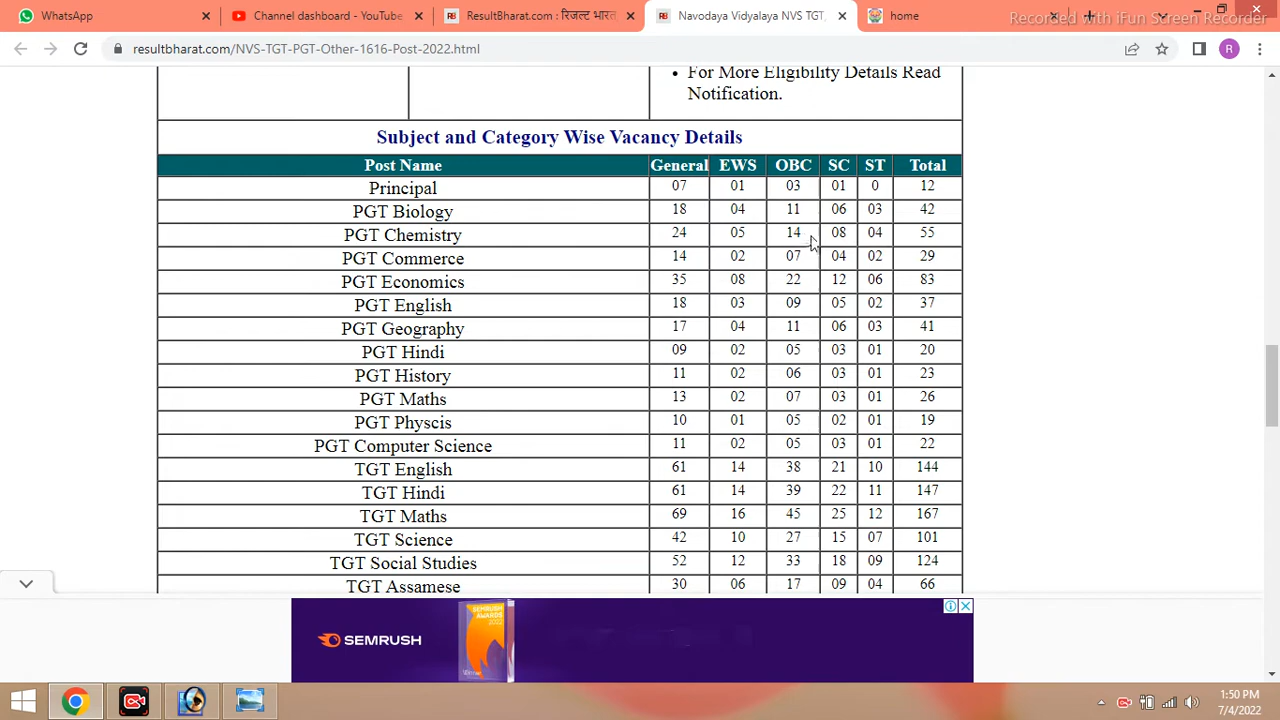 WhatsApp
Channel dashboard - YouTube
ResultBharat.com : रिजल्ट भारत
Navodaya Vidyalaya NVS TGT,
home
Recorded with iFun Screen Recorder
resultbharat.com/NVS-TGT-PGT-Other-1616-Post-2022.html
R
For More Eligibility Details Read
Notification.
Subject and Category Wise Vacancy Details
Post Name General EWS OBC SC ST Total
Principal 07 01 03 01 0 12
PGT Biology 18 04 11 06 03 42
PGT Chemistry 24 05 14 08 04 55
PGT Commerce 14 02 07 04 02 29
PGT Economics 35 08 22 12 06 83
PGT English 18 03 09 05 02 37
PGT Geography 17 04 11 06 03 41
PGT Hindi 09 02 05 03 01 20
PGT History 11 02 06 03 01 23
PGT Maths 13 02 07 03 01 26
PGT Physcis 10 01 05 02 01 19
PGT Computer Science 11 02 05 03 01 22
TGT English 61 14 38 21 10 144
TGT Hindi 61 14 39 22 11 147
TGT Maths 69 16 45 25 12 167
TGT Science 42 10 27 15 07 101
TGT Social Studies 52 12 33 18 09 124
TGT Assamese 30 06 17 09 04 66
SEMRUSH
SEMRUSH
AWARDS
2022
1:50 PM
7/4/2022